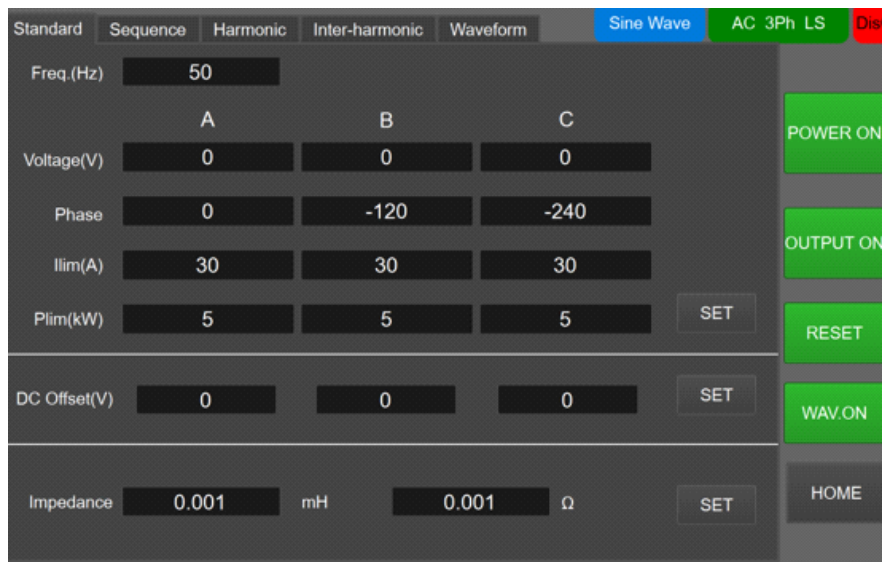 Standard Sequence Harmonic Inter-harmonic Waveform Sine Wave AC 3Ph LS
Freq.(Hz) 50
A B C
Voltage(V) 0 0 0
POWER ON
Phase 0 -120 -240
OUTPUT ON
Ilim(A) 30 30 30
Plim(kW) 5 5 5 SET
RESET
DC Offset(V) 0 0 0 SET
WAV.ON
Impedance 0.001 mH 0.001 Ω SET
HOME